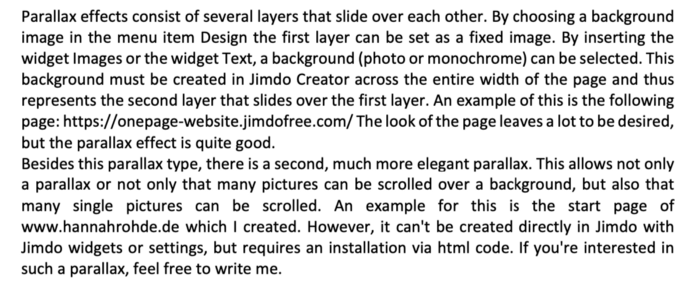 Parallax effects consist of several layers that slide over each other. By choosing a background
image in the menu item Design the first layer can be set as a fixed image. By inserting the
widget Images or the widget Text, a background (photo or monochrome) can be selected. This
background must be created in Jimdo Creator across the entire width of the page and thus
represents the second layer that slides over the first layer. An example of this is the following
page: https://onepage-website.jimdofree.com/ The look of the page leaves a lot to be desired,
but the parallax effect is quite good.
Besides this parallax type, there is a second, much more elegant parallax. This allows not only
a parallax or not only that many pictures can be scrolled over a background, but also that
many single pictures can be scrolled. An example for this is the start page of
www.hannahrohde.de which I created. However, it can't be created directly in Jimdo with
Jimdo widgets or settings, but requires an installation via html code. If you're interested in
such a parallax, feel free to write me.